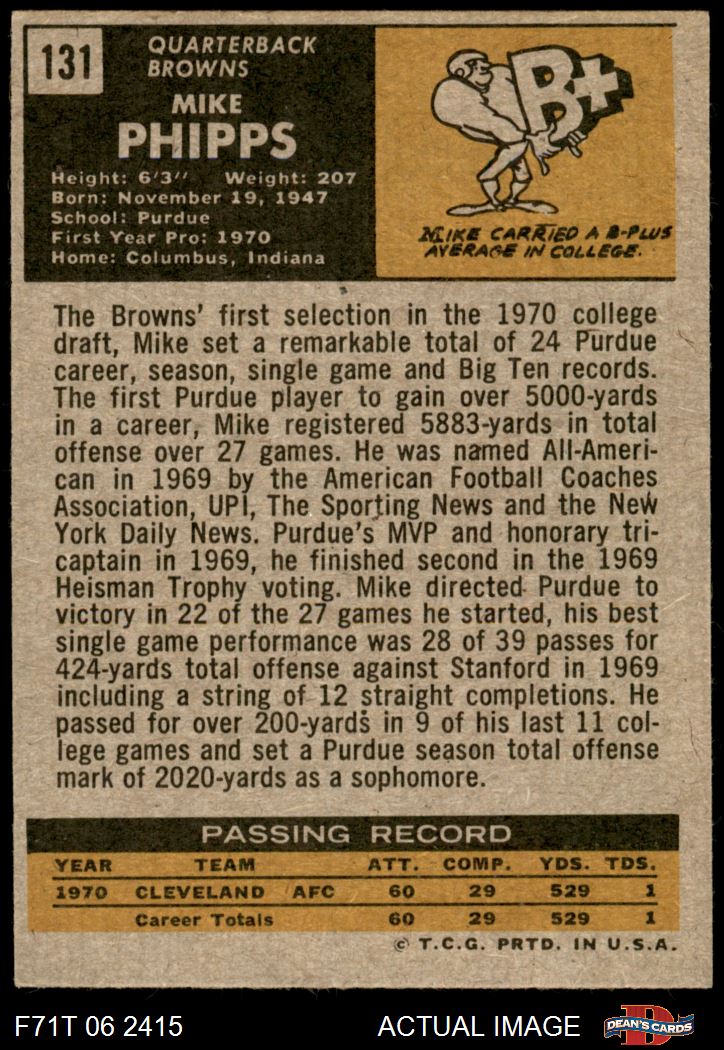 131
QUARTERBACK
BROWNS
MIKE
PHIPPS
Height: 6'3" Weight: 207
Born: November 19, 1947
School: Purdue
First Year Pro: 1970
Home: Columbus, Indiana
B+
MIKE CARRIED A B-PLUS
AVERAGE IN COLLEGE.
The Browns' first selection in the 1970 college
draft, Mike set a remarkable total of 24 Purdue
career, season, single game and Big Ten records.
The first Purdue player to gain over 5000-yards
in a career, Mike registered 5883-yards in total
offense over 27 games. He was named All-Ameri-
can in 1969 by the American Football Coaches
Association, UPI, The Sporting News and the New
York Daily News. Purdue's MVP and honorary tri-
captain in 1969, he finished second in the 1969
Heisman Trophy voting. Mike directed Purdue to
victory in 22 of the 27 games he started, his best
single game performance was 28 of 39 passes for
424-yards total offense against Stanford in 1969
including a string of 12 straight completions. He
passed for over 200-yards in 9 of his last 11 col-
lege games and set a Purdue season total offense
mark of 2020-yards as a sophomore.
PASSING RECORD
YEAR TEAM ATT. COMP. YDS. TDS.
1970 CLEVELAND AFC 60 29 529 1
Career Totals 60 29 529 1
© T.C.G. PRTD. IN U.S.A.
F71T 06 2415 ACTUAL IMAGE D DEAN'S CARDS